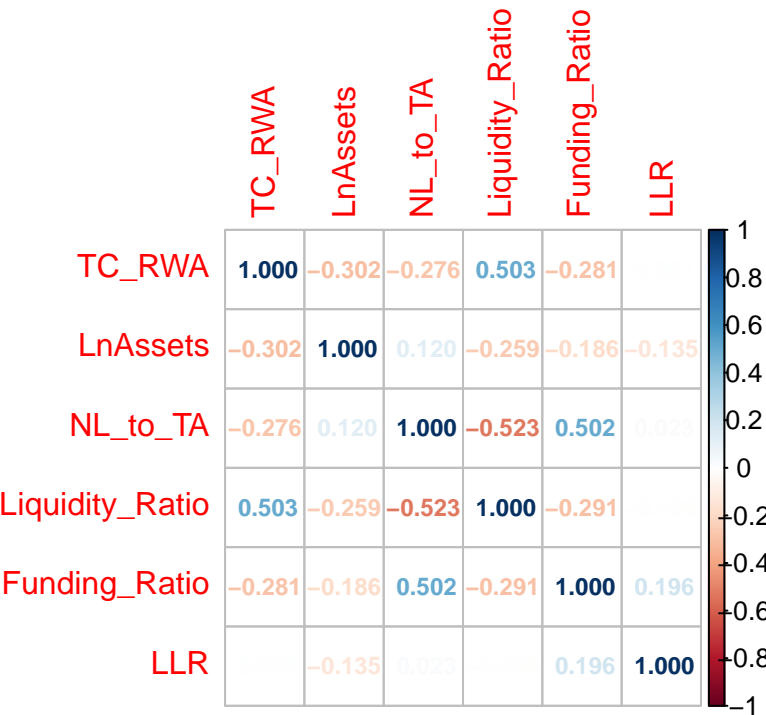 TC_RWA LnAssets NL_to_TA Liquidity_Ratio Funding_Ratio LLR
TC_RWA 1.000 −0.302 −0.276 0.503 −0.281
LnAssets −0.302 1.000 0.120 −0.259 −0.186 −0.135
NL_to_TA −0.276 0.120 1.000 −0.523 0.502 0.023
Liquidity_Ratio 0.503 −0.259 −0.523 1.000 −0.291
Funding_Ratio −0.281 −0.186 0.502 −0.291 1.000 0.196
LLR −0.135 0.023 0.196 1.000
1
0.8
0.6
0.4
0.2
0
−0.2
−0.4
−0.6
−0.8
−1